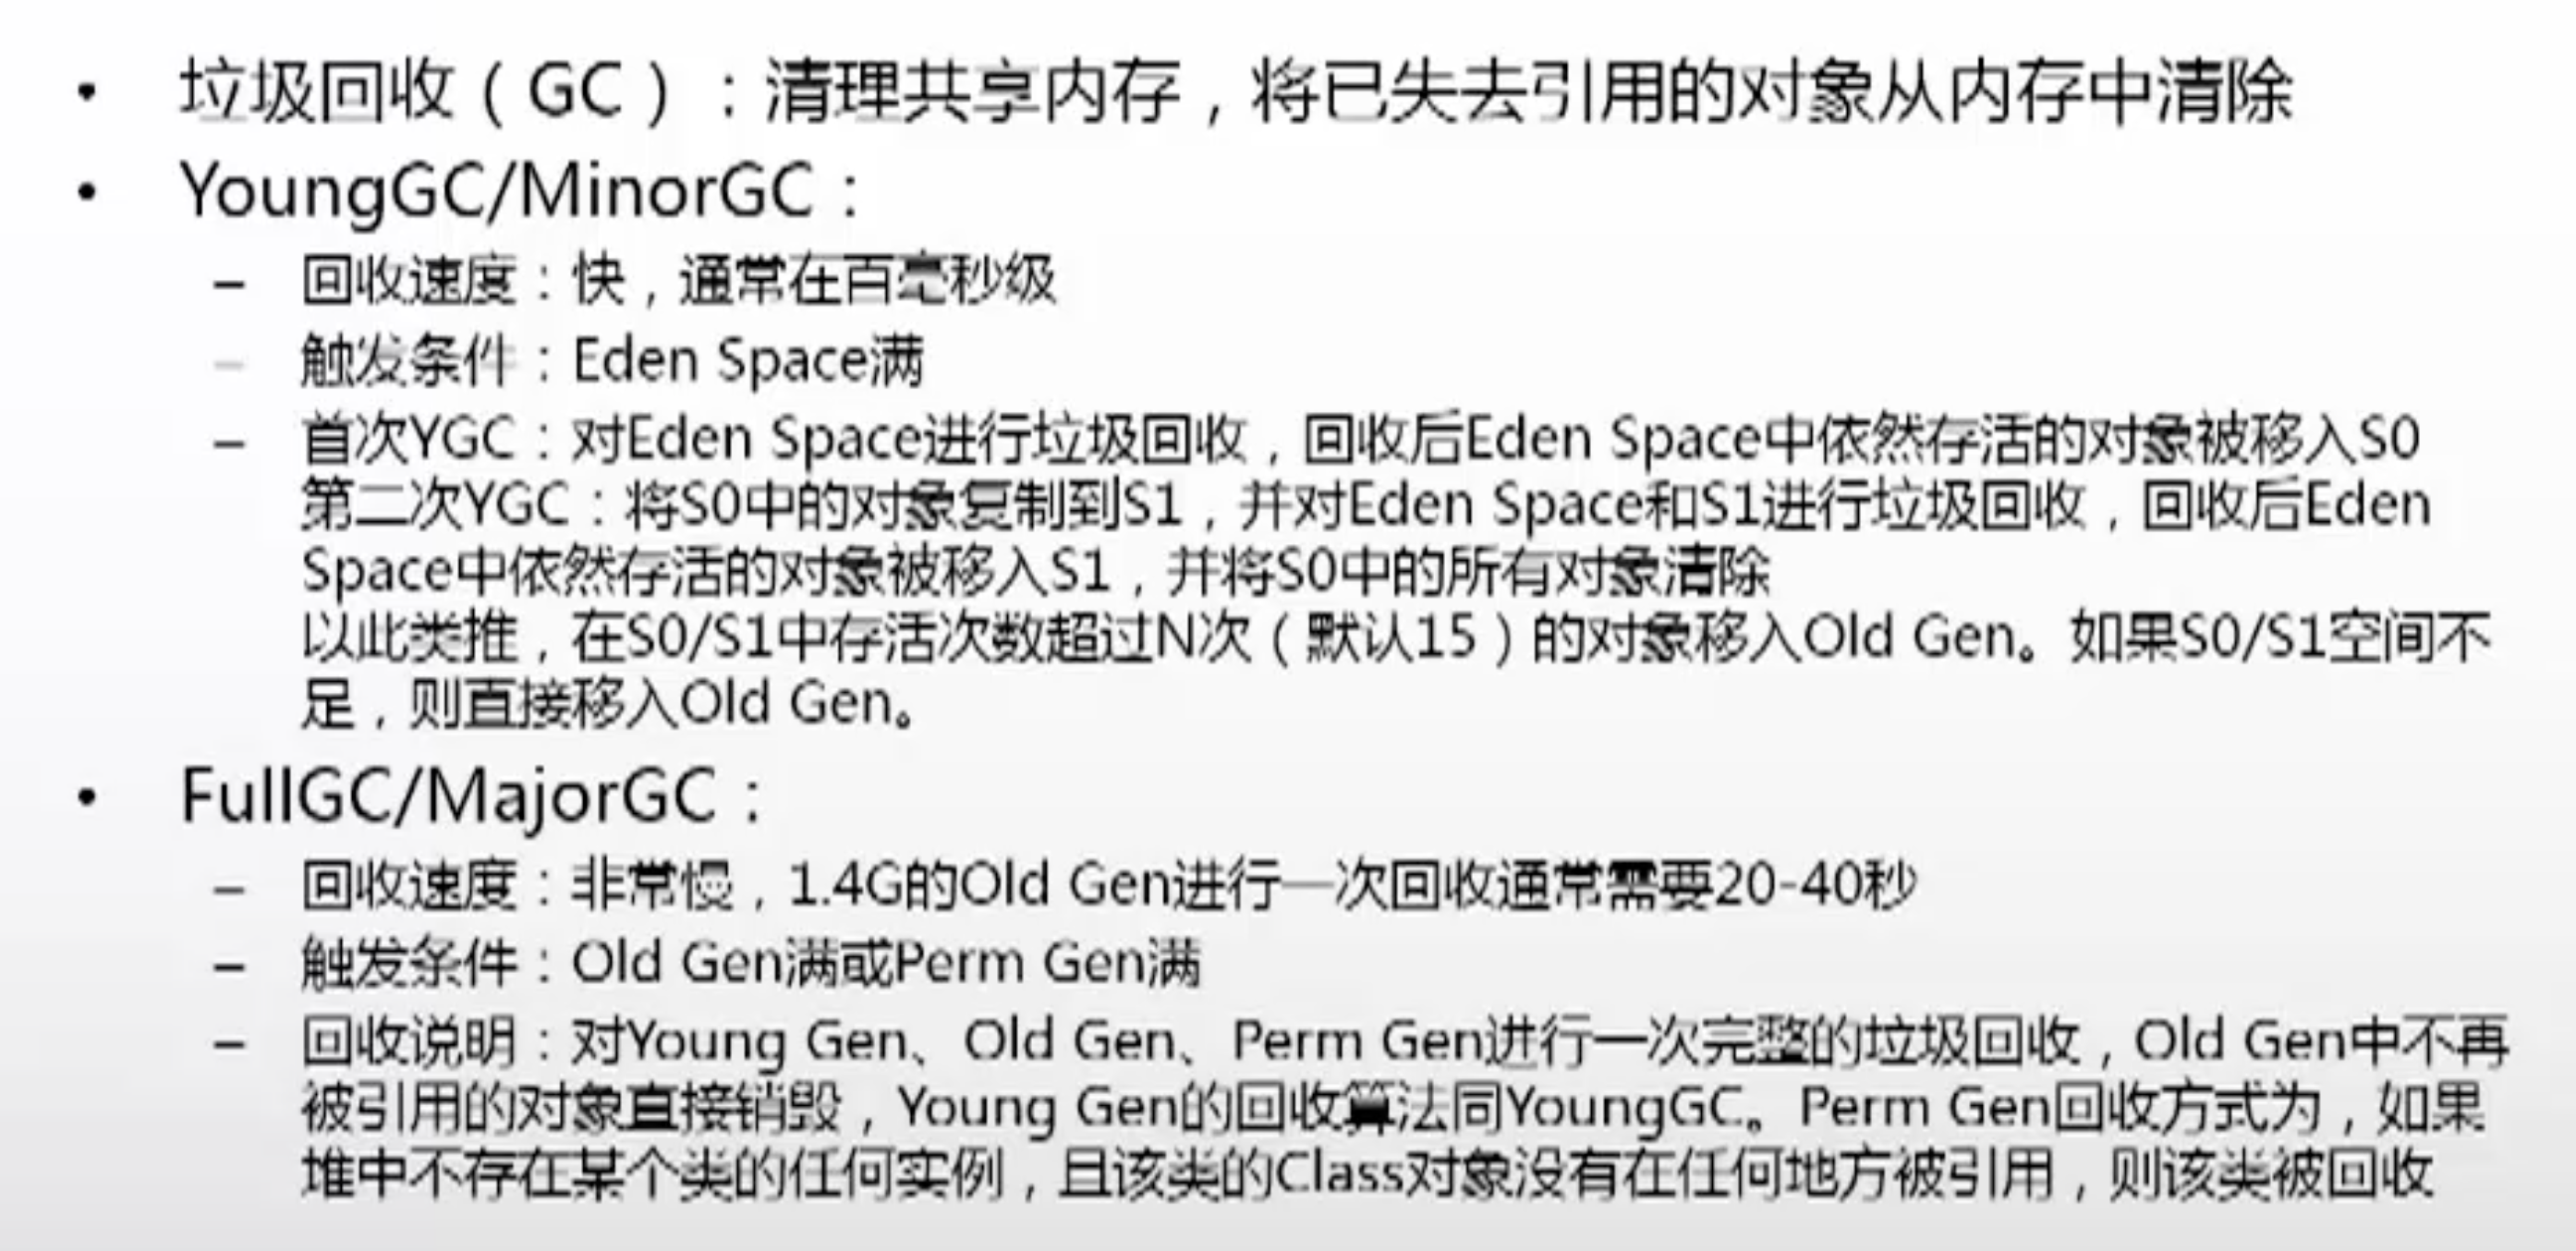 • 垃圾回收（GC）：清理共享内存，将已失去引用的对象从内存中清除
• YoungGC/MinorGC：
– 回收速度：快，通常在百毫秒级
– 触发条件：Eden Space满
– 首次YGC：对Eden Space进行垃圾回收，回收后Eden Space中依然存活的对象被移入S0
第二次YGC：将S0中的对象复制到S1，并对Eden Space和S1进行垃圾回收，回收后Eden
Space中依然存活的对象被移入S1，并将S0中的所有对象清除
以此类推，在S0/S1中存活次数超过N次（默认15）的对象移入Old Gen。如果S0/S1空间不
足，则直接移入Old Gen。
• FullGC/MajorGC：
– 回收速度：非常慢，1.4G的Old Gen进行一次回收通常需要20-40秒
– 触发条件：Old Gen满或Perm Gen满
– 回收说明：对Young Gen、Old Gen、Perm Gen进行一次完整的垃圾回收，Old Gen中不再
被引用的对象直接销毁，Young Gen的回收算法同YoungGC。Perm Gen回收方式为，如果
堆中不存在某个类的任何实例，且该类的Class对象没有在任何地方被引用，则该类被回收